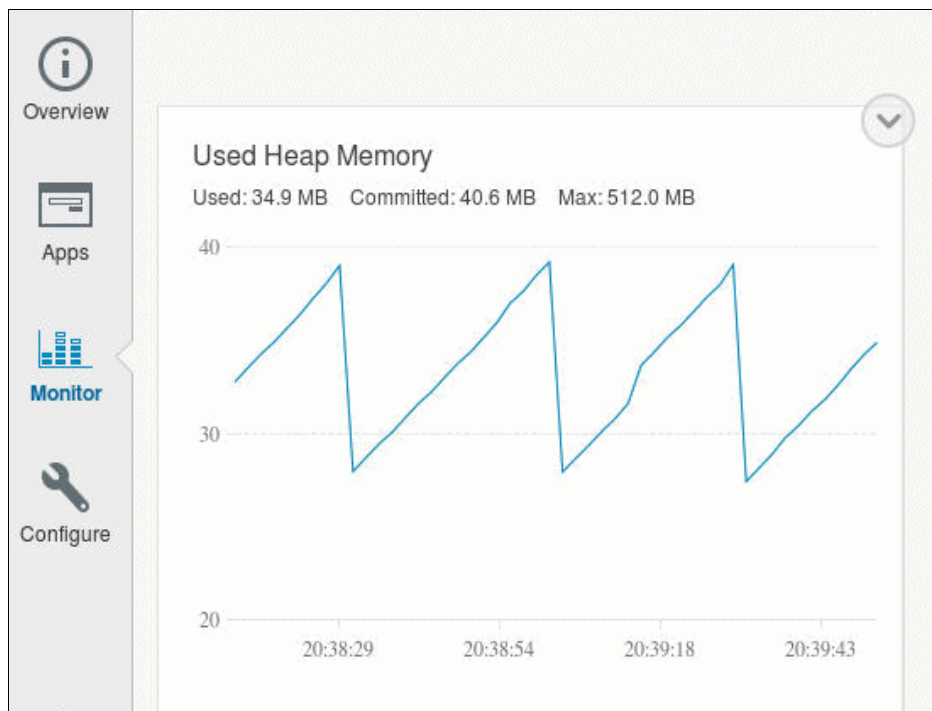 Overview
Apps
Monitor
Configure
Used Heap Memory
Used: 34.9 MB Committed: 40.6 MB Max: 512.0 MB
40
30
20
20:38:29 20:38:54 20:39:18 20:39:43